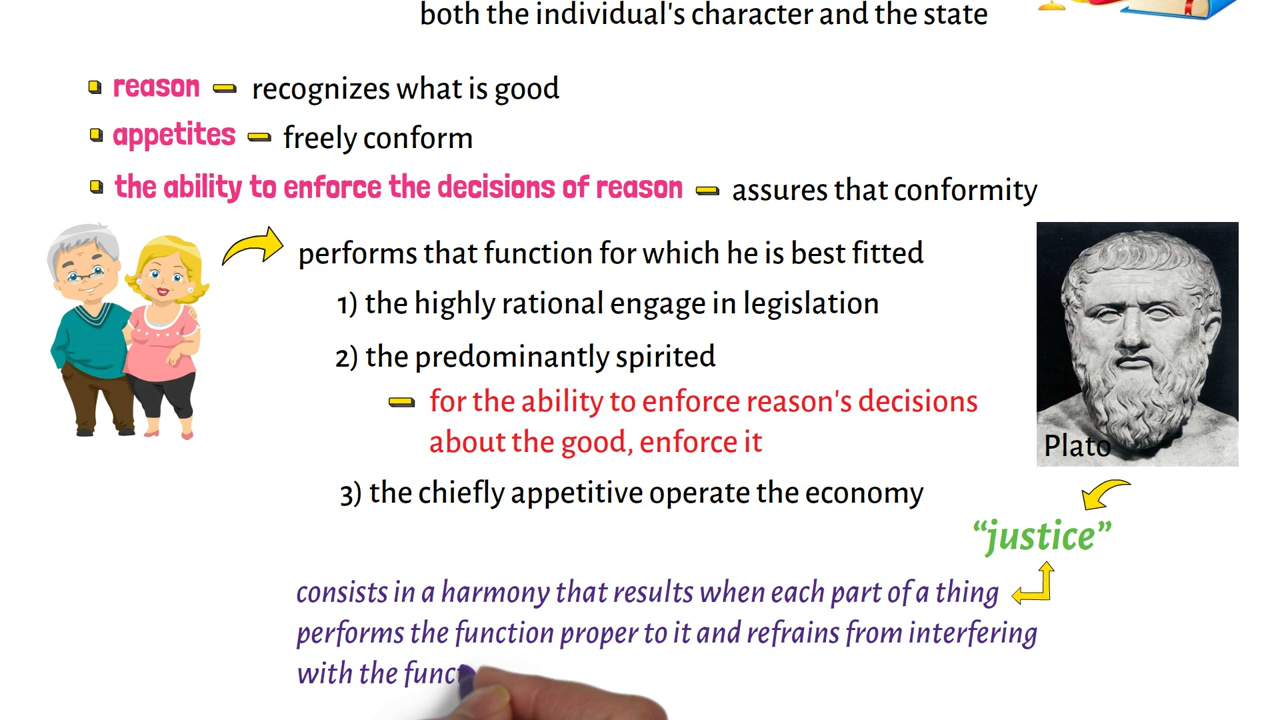 both the individual's character and the state
reason
recognizes what is good
appetites
freely conform
the ability to enforce the decisions of reason
assures that conformity
performs that function for which he is best fitted
1) the highly rational engage in legislation
2) the predominantly spirited
for the ability to enforce reason's decisions
about the good, enforce it
3) the chiefly appetitive operate the economy
Plato
“justice”
consists in a harmony that results when each part of a thing
performs the function proper to it and refrains from interfering
with the func